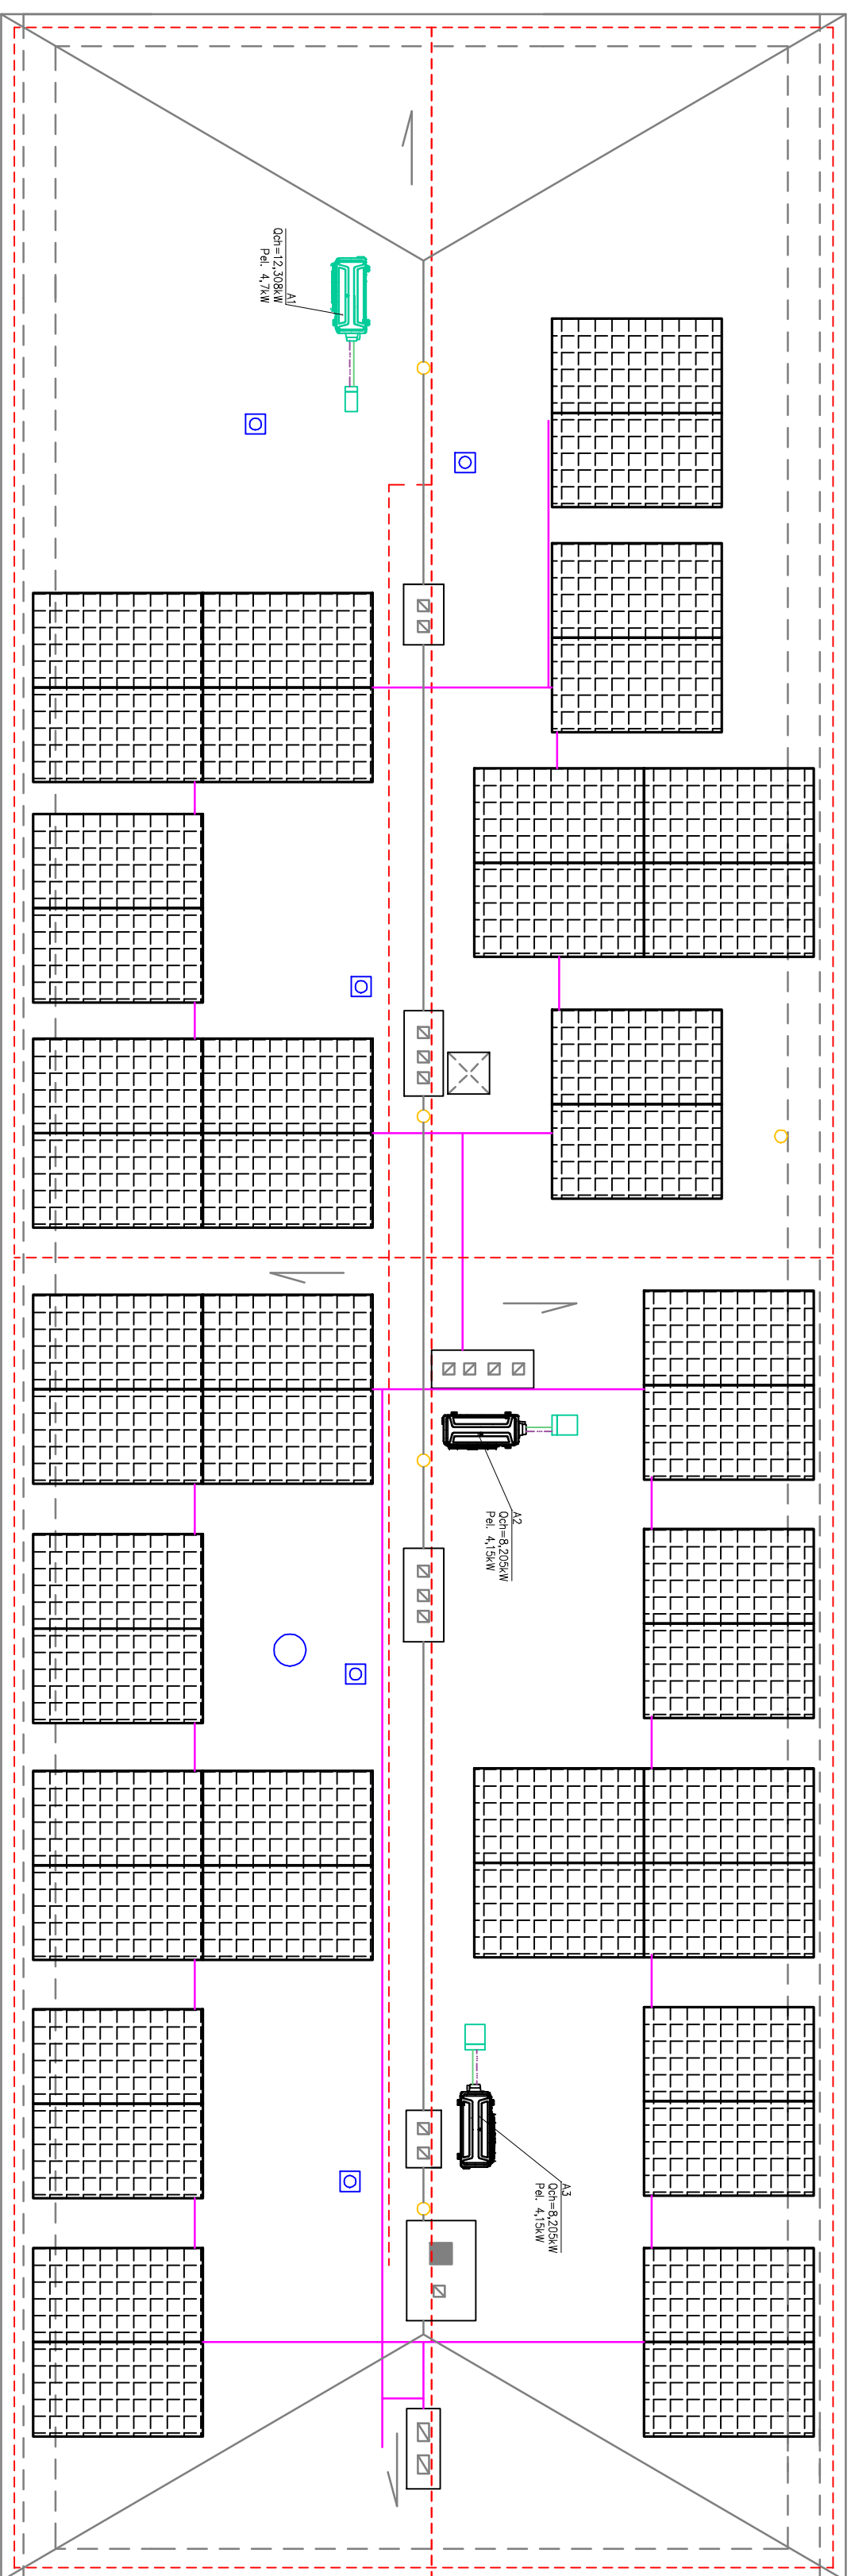 A1
Qch=12,308kW
Pel. 4,7kW
A2
Qch=8,205kW
Pel. 4,15kW
A3
Qch=8,205kW
Pel. 4,15kW